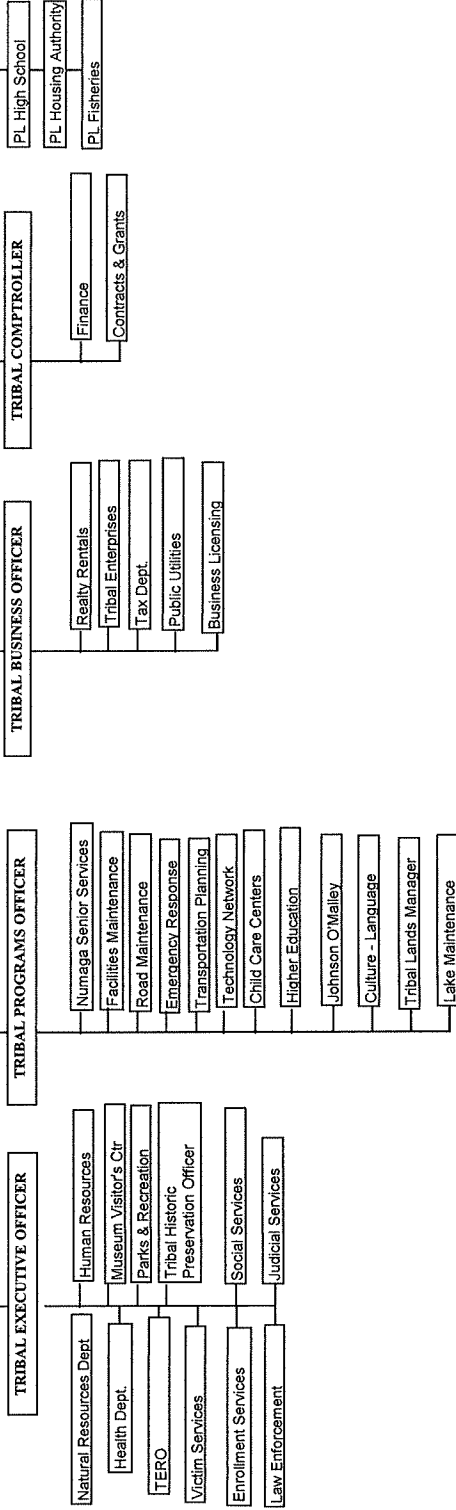 TRIBAL EXECUTIVE OFFICER
Natural Resources Dept
Human Resources
Health Dept.
Museum Visitor's Ctr
TERO
Parks & Recreation
Victim Services
Tribal Historic
Preservation Officer
Enrollment Services
Social Services
Law Enforcement
Judicial Services
TRIBAL PROGRAMS OFFICER
Numaga Senior Services
Facilities Maintenance
Road Maintenance
Emergency Response
Transportation Planning
Technology Network
Child Care Centers
Higher Education
Johnson O'Malley
Culture - Language
Tribal Lands Manager
Lake Maintenance
TRIBAL BUSINESS OFFICER
Realty Rentals
Tribal Enterprises
Tax Dept.
Public Utilities
Business Licensing
TRIBAL COMPTROLLER
Finance
Contracts & Grants
PL High School
PL Housing Authority
PL Fisheries